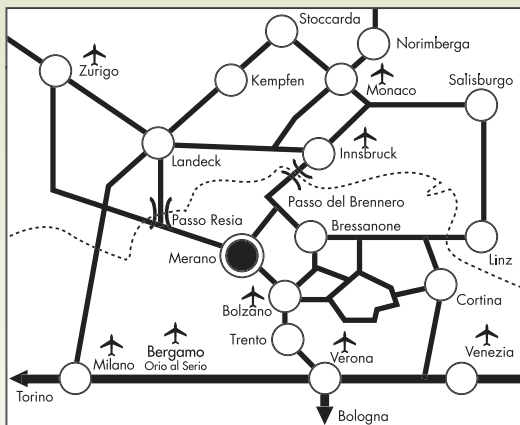 Stoccarda
Norimberga
Zurigo
Kempfen
Monaco
Salisburgo
Landeck
Innsbruck
Passo Resia
Passo del Brennero
Bressanone
Merano
Linz
Bolzano
Cortina
Trento
Milano
Bergamo
Orio al Serio
Verona
Venezia
Torino
Bologna